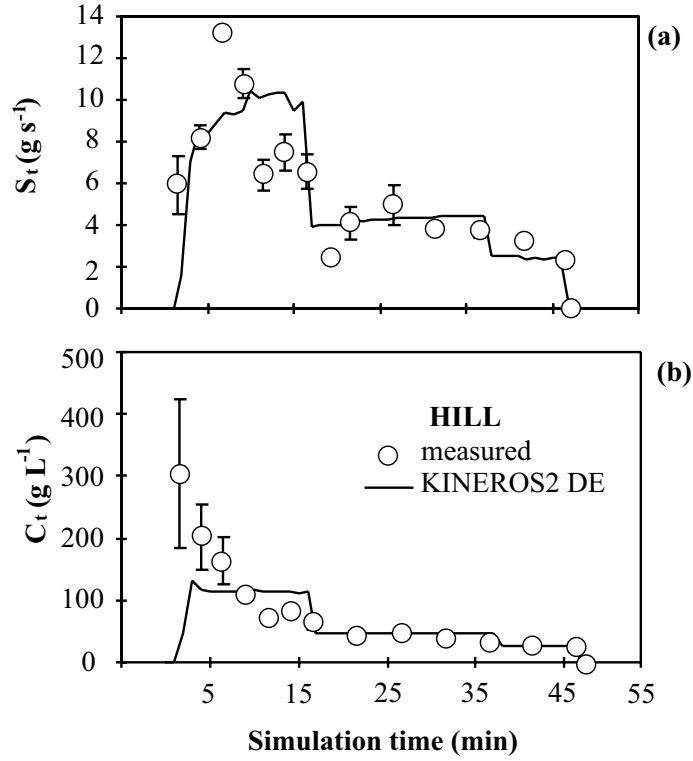 (a)
14
12
10
8
6
4
2
0
St (g s-1)
(b)
500
400
300
200
100
0
Ct (g L-1)
HILL
measured
KINEROS2 DE
5 15 25 35 45 55
Simulation time (min)